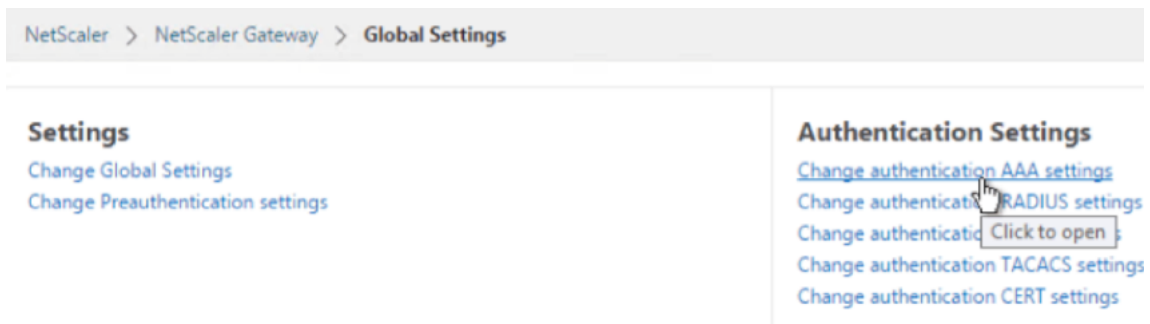 NetScaler > NetScaler Gateway > Global Settings
Settings
Change Global Settings
Change Preauthentication settings
Authentication Settings
Change authentication AAA settings
Change authenticati RADIUS settings
Change authenticatic
Click to open
Change authentication TACACS settings
Change authentication CERT settings